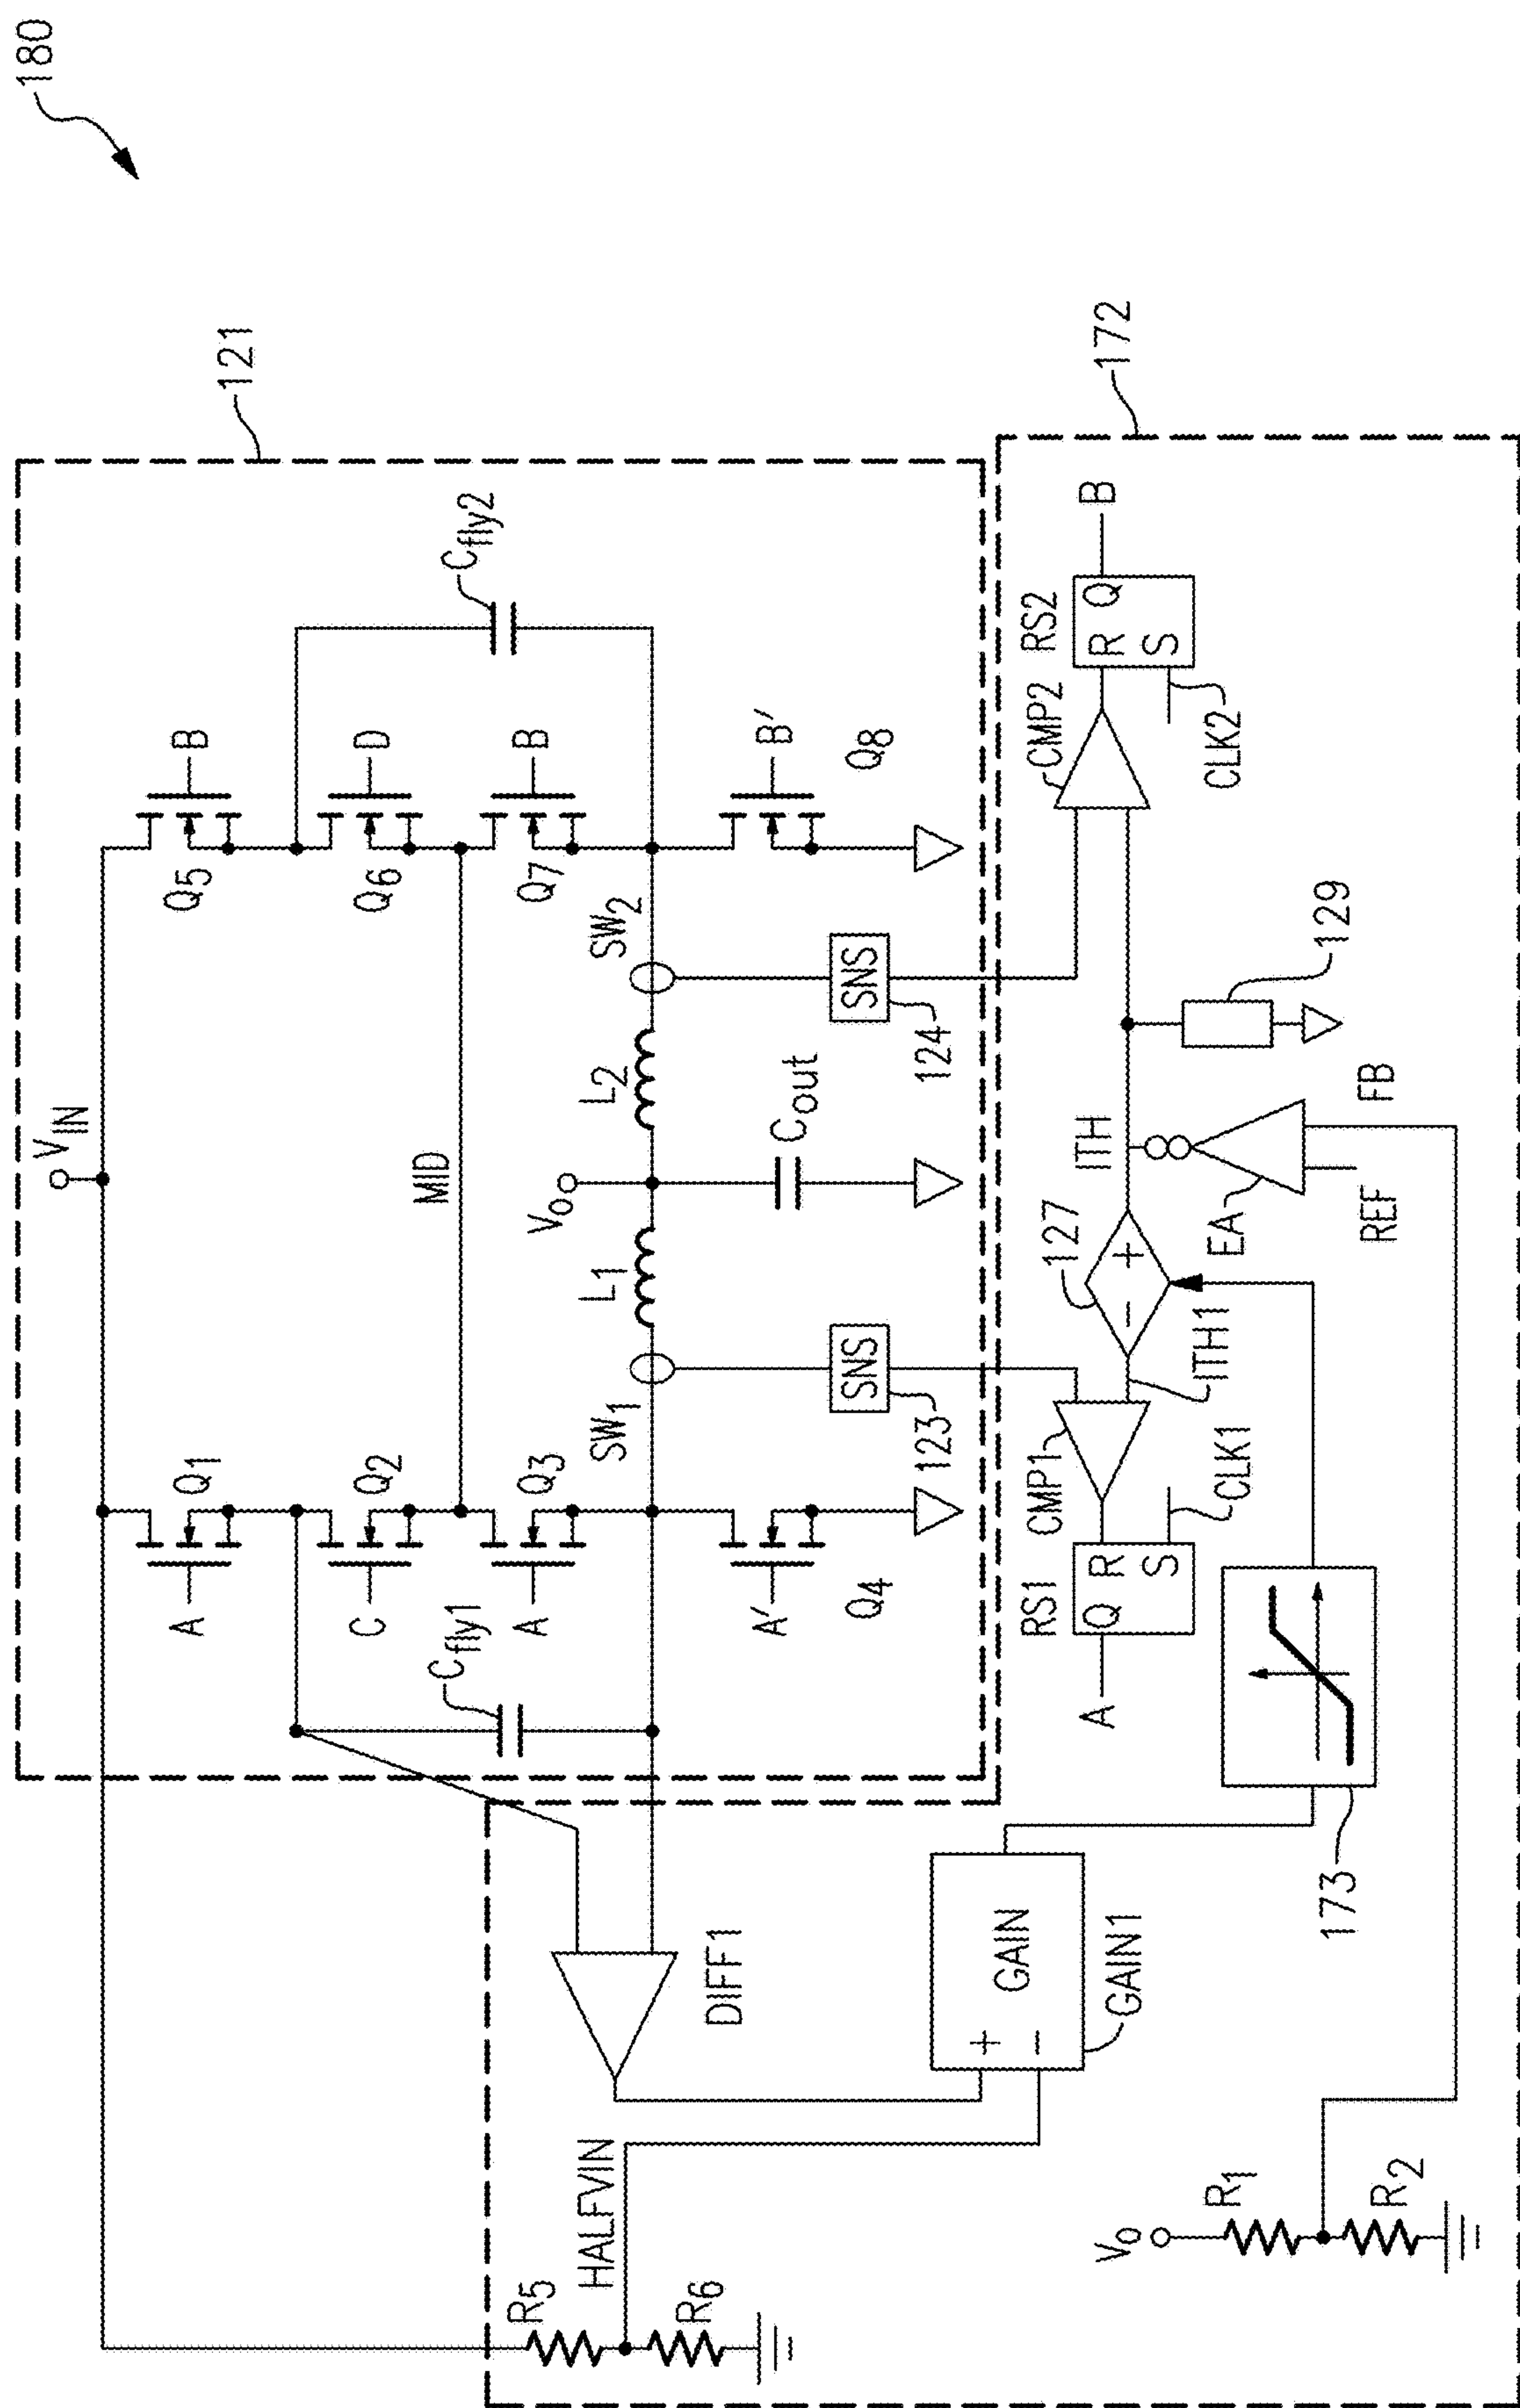 180
121
172
VIN
MID
Q1
A
Q2
C
Q3
A
Q4
A'
Cfly1
Q5
B
Q6
D
Q7
B
Q8
B'
Cfly2
SW1
L1
Vo
L2
SW2
Cout
SNS
123
SNS
124
DIFF1
HALFVIN
R5
R6
GAIN
+
−
GAIN1
173
A
RS1
Q R
S
CLK1
CMP1
ITH1
127
− +
ITH
EA
REF
FB
129
CMP2
RS2
R Q
S
CLK2
B
Vo
R1
R2